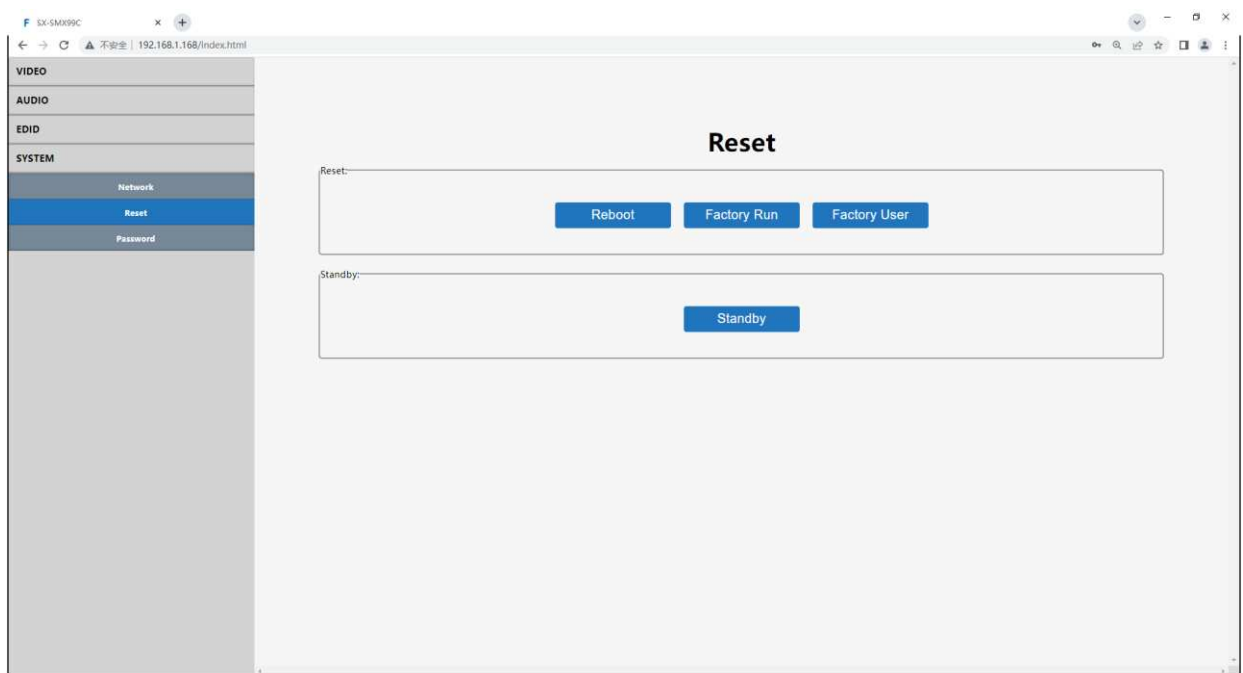 SX-SMX99C
不安全 | 192.168.1.168/index.html
VIDEO
AUDIO
EDID
SYSTEM
Network
Reset
Password
Reset
Reset:
Reboot Factory Run Factory User
Standby:
Standby